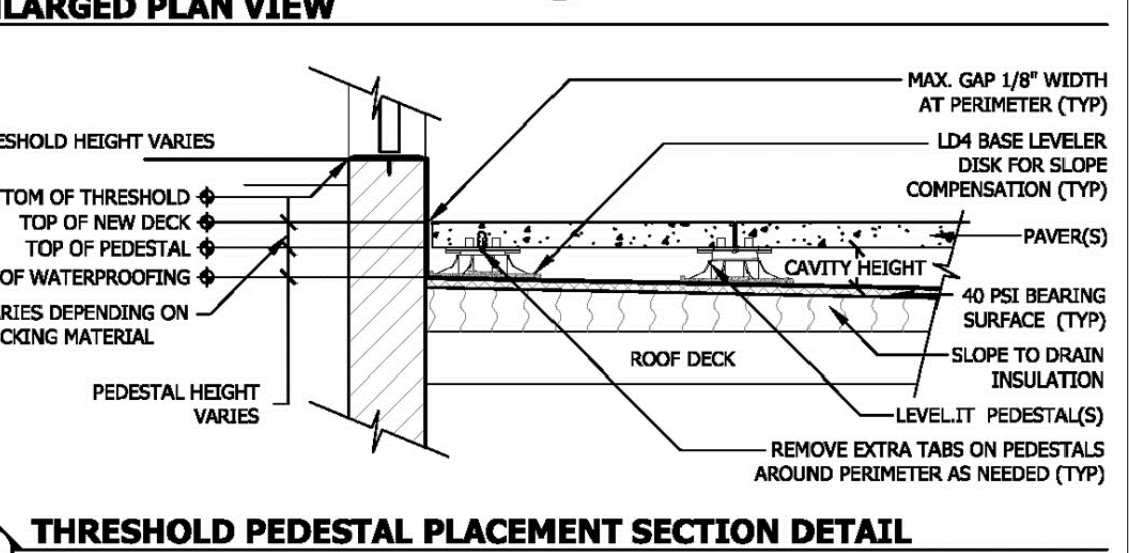 ENLARGED PLAN VIEW
MAX. GAP 1/8" WIDTH
AT PERIMETER (TYP)
THRESHOLD HEIGHT VARIES
LD4 BASE LEVELER
DISK FOR SLOPE
COMPENSATION (TYP)
TOM OF THRESHOLD
TOP OF NEW DECK
TOP OF PEDESTAL
OF WATERPROOFING
ARIES DEPENDING ON
CKING MATERIAL
PEDESTAL HEIGHT
VARIES
PAVER(S)
CAVITY HEIGHT
40 PSI BEARING
SURFACE (TYP)
ROOF DECK
SLOPE TO DRAIN
INSULATION
LEVEL.IT PEDESTAL(S)
REMOVE EXTRA TABS ON PEDESTALS
AROUND PERIMETER AS NEEDED (TYP)
THRESHOLD PEDESTAL PLACEMENT SECTION DETAIL